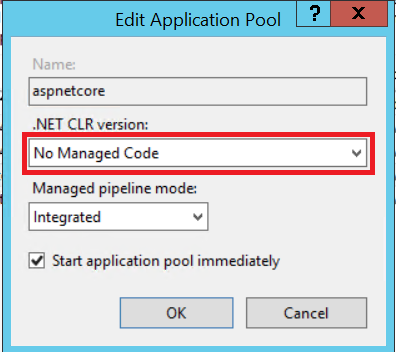 Edit Application Pool
?
X
Name:
aspnetcore
.NET CLR version:
No Managed Code
Managed pipeline mode:
Integrated
Start application pool immediately
OK Cancel